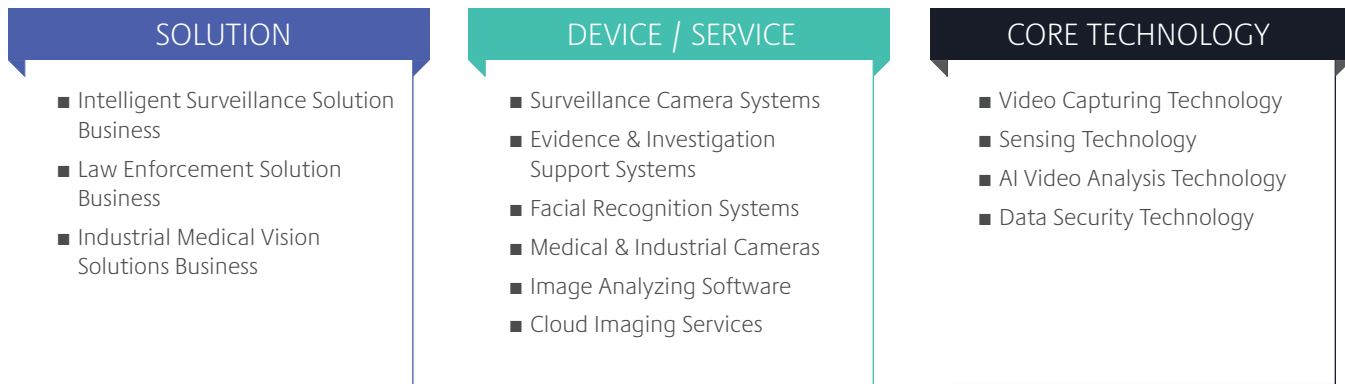 SOLUTION
■ Intelligent Surveillance Solution
Business
■ Law Enforcement Solution
Business
■ Industrial Medical Vision
Solutions Business
DEVICE / SERVICE
■ Surveillance Camera Systems
■ Evidence & Investigation
Support Systems
■ Facial Recognition Systems
■ Medical & Industrial Cameras
■ Image Analyzing Software
■ Cloud Imaging Services
CORE TECHNOLOGY
■ Video Capturing Technology
■ Sensing Technology
■ AI Video Analysis Technology
■ Data Security Technology